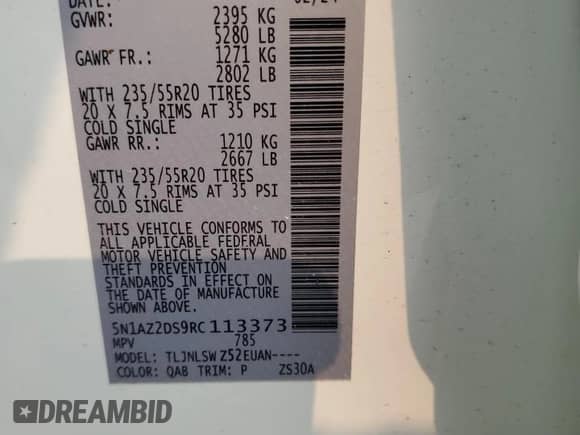 DATE:
GVWR: 2395 KG
5280 LB
GAWR FR.: 1271 KG
2802 LB
WITH 235/55R20 TIRES
20 X 7.5 RIMS AT 35 PSI
COLD SINGLE
GAWR RR.: 1210 KG
2667 LB
WITH 235/55R20 TIRES
20 X 7.5 RIMS AT 35 PSI
COLD SINGLE
THIS VEHICLE CONFORMS TO
ALL APPLICABLE FEDERAL
MOTOR VEHICLE SAFETY AND
THEFT PREVENTION
STANDARDS IN EFFECT ON
THE DATE OF MANUFACTURE
SHOWN ABOVE.
5N1AZ2DS9RC113373
MPV 785
MODEL: TLJNLSW Z52EUAN----
COLOR: QAB TRIM: P ZS30A
DREAMBID